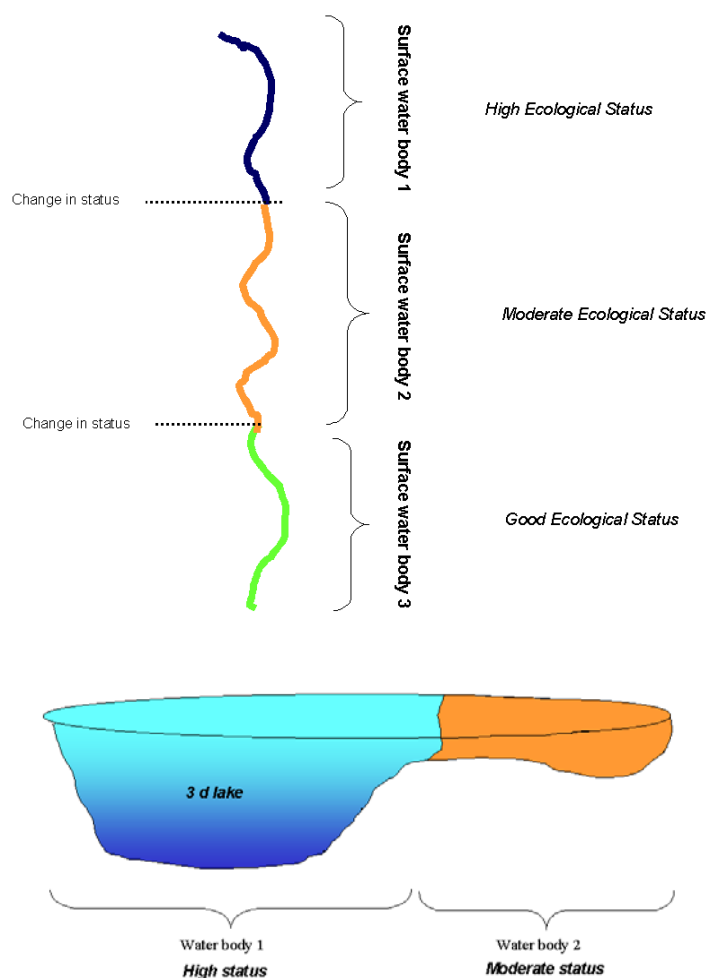 Surface water body 1
High Ecological Status
Change in status
Surface water body 2
Moderate Ecological Status
Change in status
Surface water body 3
Good Ecological Status
3 d lake
Water body 1
High status
Water body 2
Moderate status